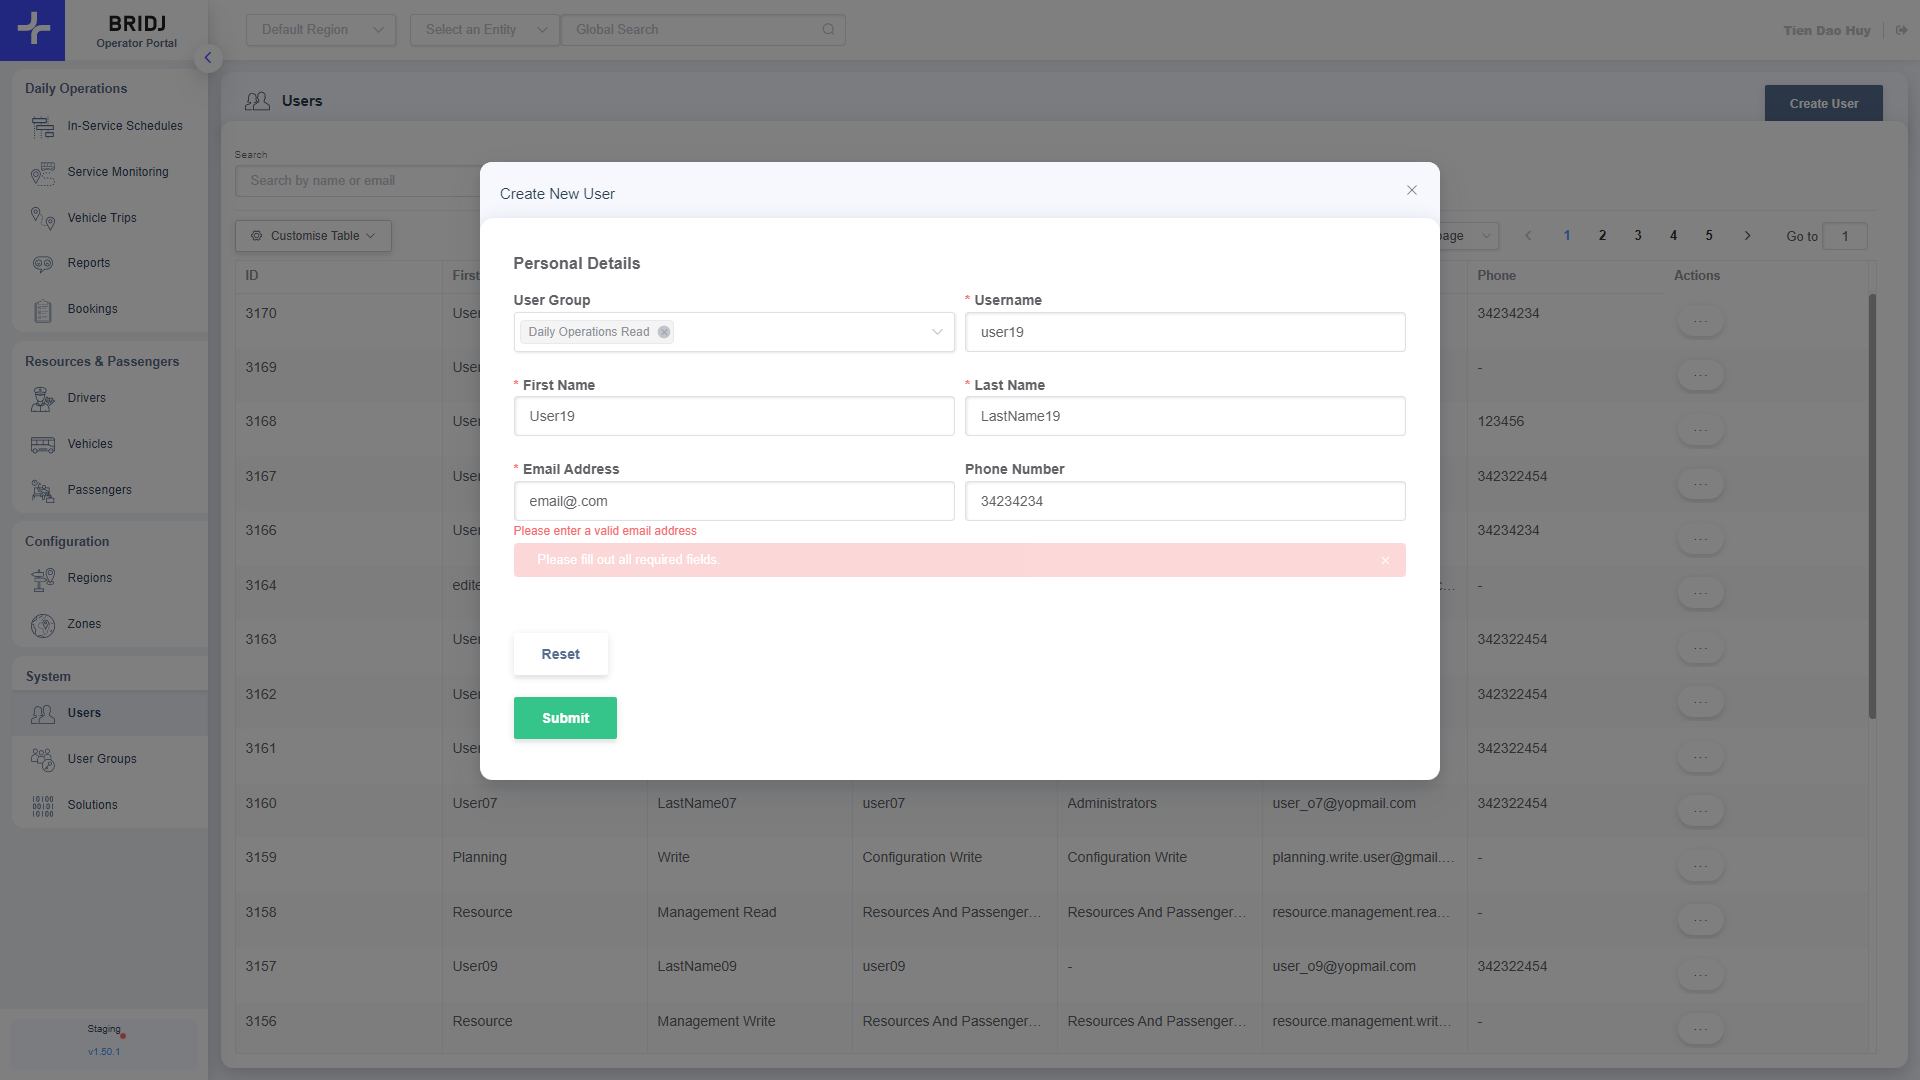 BRIDJ
Operator Portal
Default Region
Select an Entity
Global Search
Tien Dao Huy
Daily Operations
In-Service Schedules
Service Monitoring
Vehicle Trips
Reports
Bookings
Resources & Passengers
Drivers
Vehicles
Passengers
Configuration
Regions
Zones
System
Users
User Groups
Solutions
Staging
v1.50.1
Users
Create User
Search
Search by name or email
Customise Table
age
1
2
3
4
5
Go to
1
ID
First
Phone
Actions
3170
User
34234234
...
3169
User
-
...
3168
User
123456
...
3167
User
342322454
...
3166
User
34234234
...
3164
edite
c...
-
...
3163
User
342322454
...
3162
User
342322454
...
3161
User
342322454
...
3160 User07 LastName07 user07 Administrators user_o7@yopmail.com 342322454 ...
3159 Planning Write Configuration Write Configuration Write planning.write.user@gmail.... - ...
3158 Resource Management Read Resources And Passenger... Resources And Passenger... resource.management.rea... - ...
3157 User09 LastName09 user09 - user_o9@yopmail.com 342322454 ...
3156 Resource Management Write Resources And Passenger... Resources And Passenger... resource.management.writ... - ...
Create New User
Personal Details
User Group
Daily Operations Read
* Username
user19
* First Name
User19
* Last Name
LastName19
* Email Address
email@.com
Please enter a valid email address
Phone Number
34234234
Please fill out all required fields.
Reset
Submit